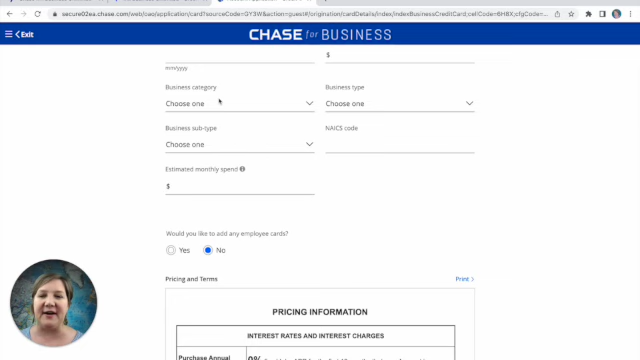 secure02ea.chase.com/web/oao/application/card?sourceCode=QY3W&action=guest#/origination/cardDetails/index/indexBusinessCreditCard;cellCode=6H8X;cfgCoden...
Exit
CHASE for BUSINESS
$
mm/yyyy
Business category
Business type
Choose one
Choose one
Business sub-type
NAICS code
Choose one
Estimated monthly spend
$
Would you like to add any employee cards?
Yes
No
Pricing and Terms
Print
PRICING INFORMATION
INTEREST RATES AND INTEREST CHARGES
Purchase Annual
0%